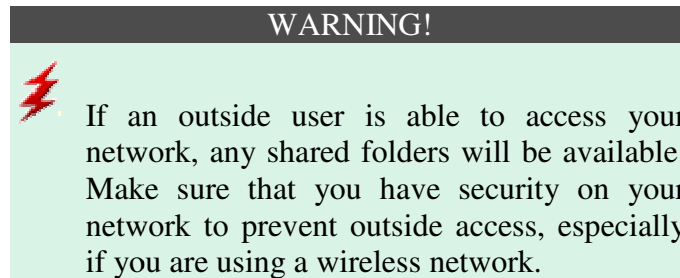 WARNING!
If an outside user is able to access your
network, any shared folders will be available
Make sure that you have security on your
network to prevent outside access, especially
if you are using a wireless network.